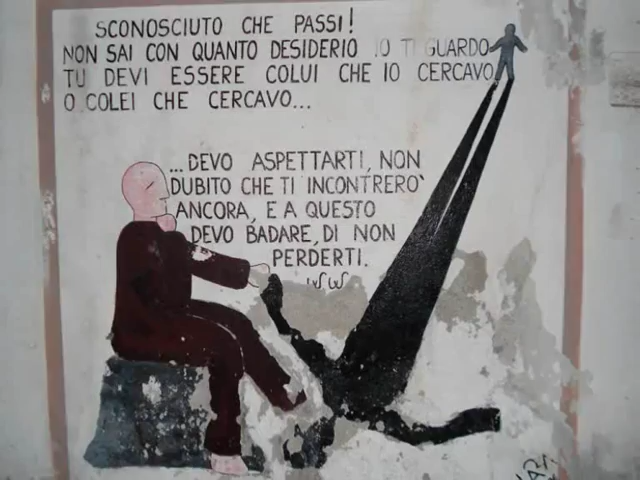 SCONOSCIUTO CHE PASSI!
NON SAI CON QUANTO DESIDERIO IO TI GUARDO
TU DEVI ESSERE COLUI CHE IO CERCAVO
O COLEI CHE CERCAVO...
...DEVO ASPETTARTI, NON
DUBITO CHE TI INCONTRERO'
ANCORA, E A QUESTO
DEVO BADARE, DI NON
PERDERTI.